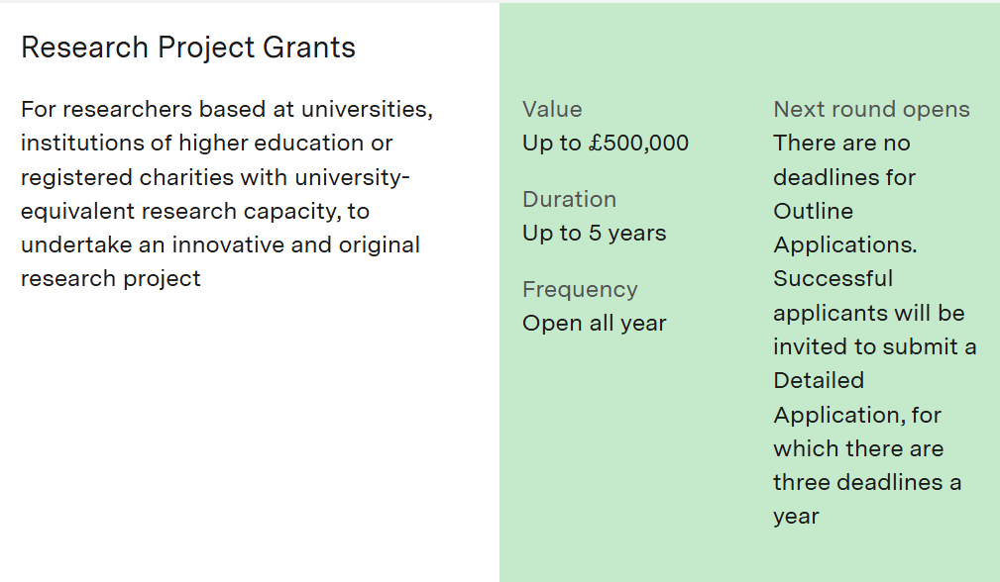 Research Project Grants
For researchers based at universities,
institutions of higher education or
registered charities with university-
equivalent research capacity, to
undertake an innovative and original
research project
Value
Up to £500,000
Duration
Up to 5 years
Frequency
Open all year
Next round opens
There are no
deadlines for
Outline
Applications.
Successful
applicants will be
invited to submit a
Detailed
Application, for
which there are
three deadlines a
year